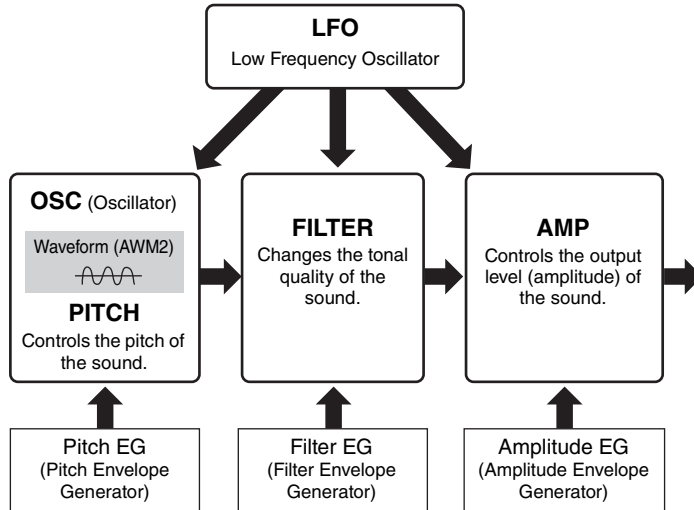 LFO
Low Frequency Oscillator
OSC (Oscillator)
Waveform (AWM2)
PITCH
Controls the pitch of
the sound.
FILTER
Changes the tonal
quality of the
sound.
AMP
Controls the output
level (amplitude) of
the sound.
Pitch EG
(Pitch Envelope
Generator)
Filter EG
(Filter Envelope
Generator)
Amplitude EG
(Amplitude Envelope
Generator)